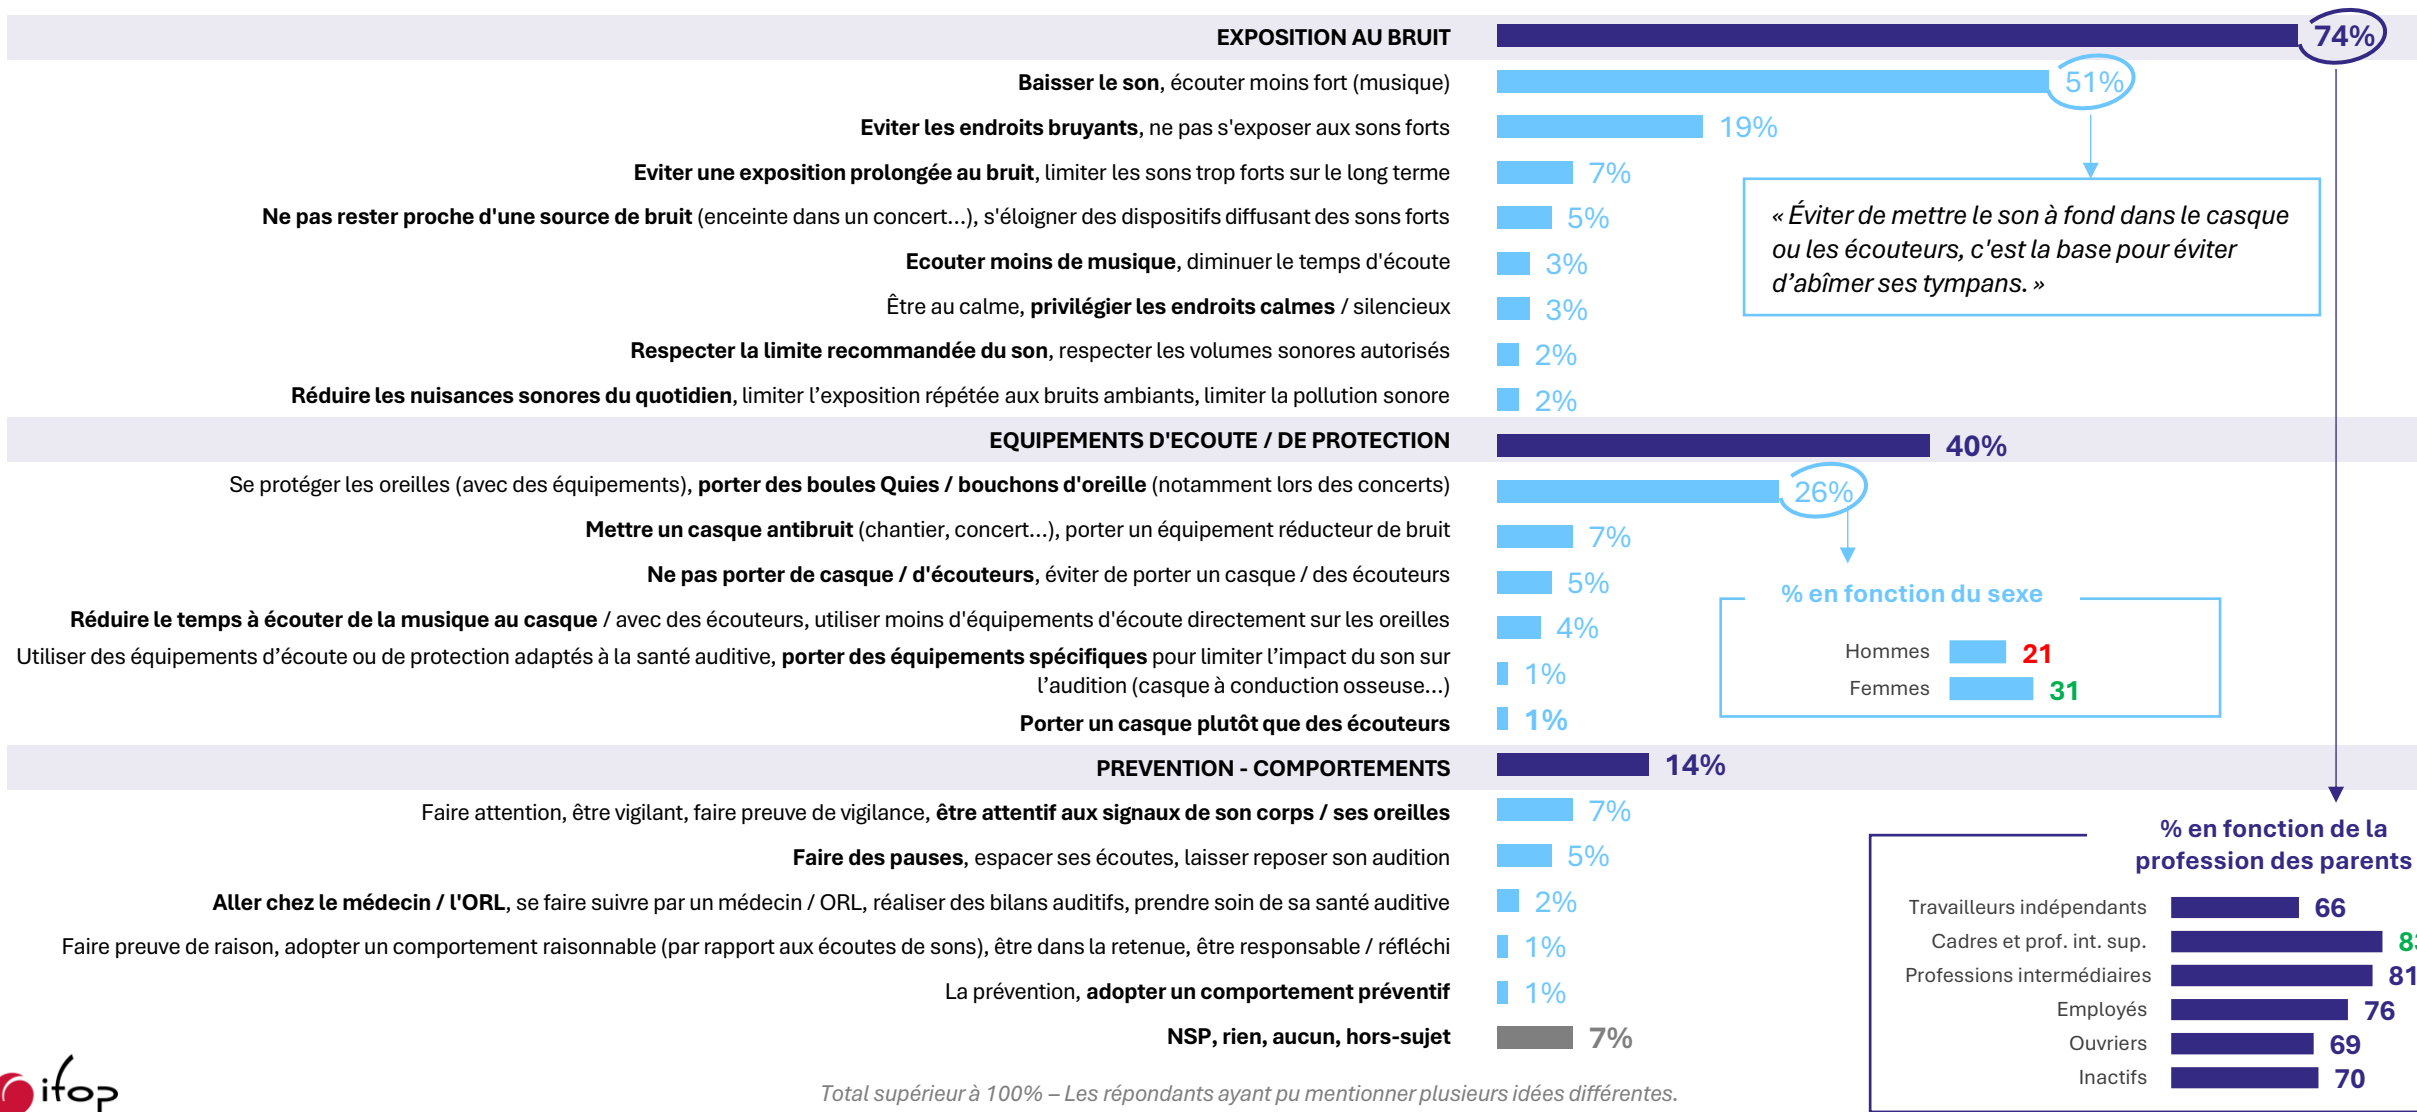 EXPOSITION AU BRUIT 74%
Baisser le son, écouter moins fort (musique) 51%
Eviter les endroits bruyants, ne pas s'exposer aux sons forts 19%
Eviter une exposition prolongée au bruit, limiter les sons trop forts sur le long terme 7%
Ne pas rester proche d'une source de bruit (enceinte dans un concert...), s'éloigner des dispositifs diffusant des sons forts 5%
« Éviter de mettre le son à fond dans le casque
ou les écouteurs, c'est la base pour éviter
d'abîmer ses tympans. »
Ecouter moins de musique, diminuer le temps d'écoute 3%
Être au calme, privilégier les endroits calmes / silencieux 3%
Respecter la limite recommandée du son, respecter les volumes sonores autorisés 2%
Réduire les nuisances sonores du quotidien, limiter l'exposition répétée aux bruits ambiants, limiter la pollution sonore 2%
EQUIPEMENTS D'ECOUTE / DE PROTECTION 40%
Se protéger les oreilles (avec des équipements), porter des boules Quies / bouchons d'oreille (notamment lors des concerts) 26%
Mettre un casque antibruit (chantier, concert...), porter un équipement réducteur de bruit 7%
Ne pas porter de casque / d'écouteurs, éviter de porter un casque / des écouteurs 5%
Réduire le temps à écouter de la musique au casque / avec des écouteurs, utiliser moins d'équipements d'écoute directement sur les oreilles 4%
Utiliser des équipements d'écoute ou de protection adaptés à la santé auditive, porter des équipements spécifiques pour limiter l'impact du son sur
l'audition (casque à conduction osseuse...) 1%
Porter un casque plutôt que des écouteurs 1%
% en fonction du sexe
Hommes 21
Femmes 31
PREVENTION - COMPORTEMENTS 14%
Faire attention, être vigilant, faire preuve de vigilance, être attentif aux signaux de son corps / ses oreilles 7%
Faire des pauses, espacer ses écoutes, laisser reposer son audition 5%
Aller chez le médecin / l'ORL, se faire suivre par un médecin / ORL, réaliser des bilans auditifs, prendre soin de sa santé auditive 2%
Faire preuve de raison, adopter un comportement raisonnable (par rapport aux écoutes de sons), être dans la retenue, être responsable / réfléchi 1%
La prévention, adopter un comportement préventif 1%
NSP, rien, aucun, hors-sujet 7%
% en fonction de la
profession des parents
Travailleurs indépendants 66
Cadres et prof. int. sup.
Professions intermédiaires 81
Employés 76
Ouvriers 69
Inactifs 70
ifop
Total supérieur à 100% – Les répondants ayant pu mentionner plusieurs idées différentes.